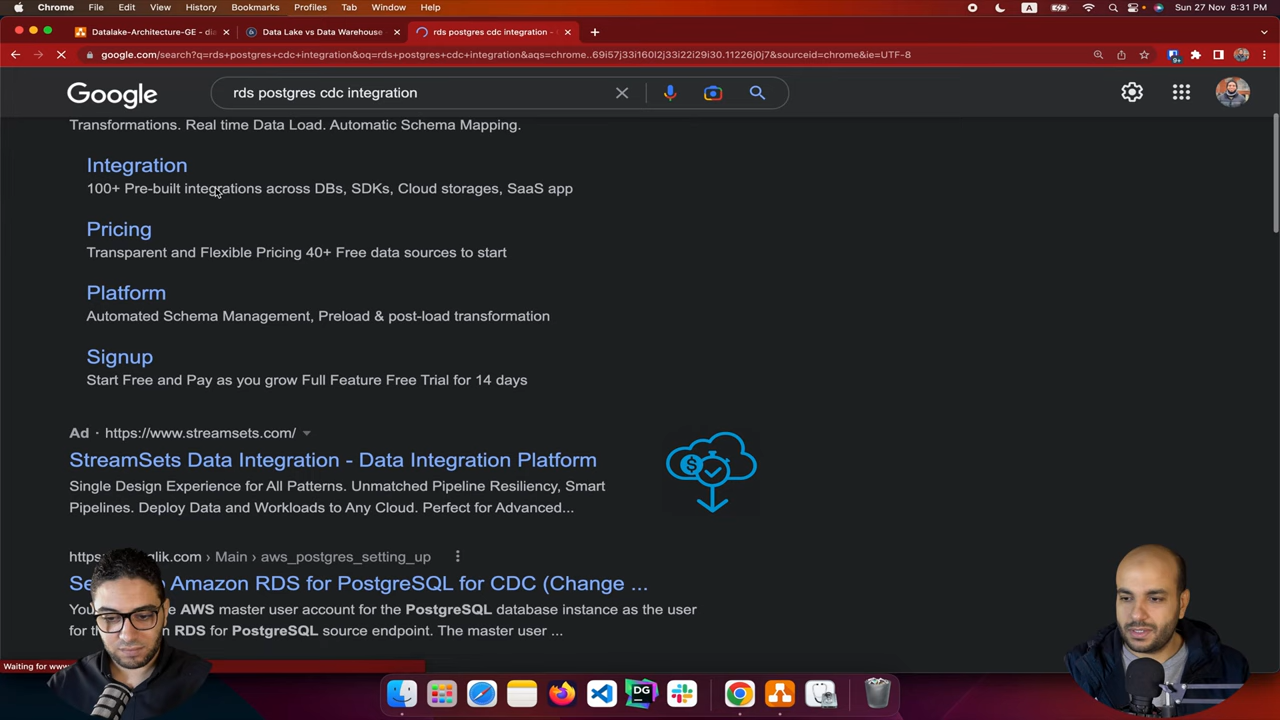 Chrome File Edit View History Bookmarks Profiles Tab Window Help
A
Sun 27 Nov 8:31 PM
Datalake-Architecture-GE - dia
Data Lake vs Data Warehouse
rds postgres cdc integration -
google.com/search?q=rds+postgres+cdc+integration&oq=rds+postgres+cdc+integration&aqs=chrome..69i57j33i160l2j33i22i29i30.11226j0j7&sourceid=chrome&ie=UTF-8
9+
Google
rds postgres cdc integration
Transformations. Real time Data Load. Automatic Schema Mapping.
Integration
100+ Pre-built integrations across DBs, SDKs, Cloud storages, SaaS app
Pricing
Transparent and Flexible Pricing 40+ Free data sources to start
Platform
Automated Schema Management, Preload & post-load transformation
Signup
Start Free and Pay as you grow Full Feature Free Trial for 14 days
Ad · https://www.streamsets.com/
StreamSets Data Integration - Data Integration Platform
Single Design Experience for All Patterns. Unmatched Pipeline Resiliency, Smart
Pipelines. Deploy Data and Workloads to Any Cloud. Perfect for Advanced...
$
lik.com › Main › aws_postgres_setting_up
Amazon RDS for PostgreSQL for CDC (Change ...
AWS master user account for the PostgreSQL database instance as the user
RDS for PostgreSQL source endpoint. The master user ...
Waiting for www
DG